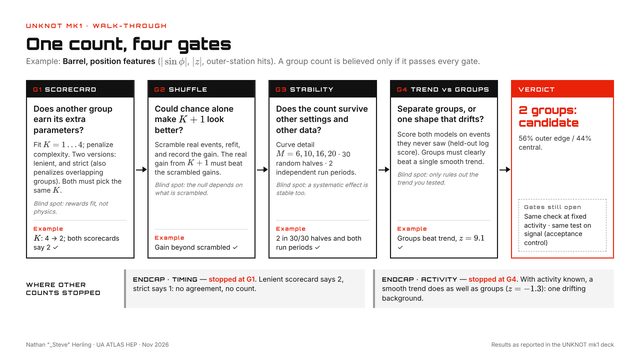 UNKNOT MK1 · WALK-THROUGH
One count, four gates
Example: Barrel, position features (| sin ϕ|, |z|, outer-station hits). A group count is believed only if it passes every gate.
G1 SCORECARD
Does another group
earn its extra
parameters?
Fit K = 1 … 4; penalize
complexity. Two versions:
lenient, and strict (also
penalizes overlapping
groups). Both must pick the
same K.
Blind spot: rewards fit, not
physics.
Example
K: 4 → 2; both scorecards
say 2 ✓
G2 SHUFFLE
Could chance alone
make K + 1 look
better?
Scramble real events, refit,
and record the gain. The real
gain from K + 1 must beat
the scrambled gains.
Blind spot: the null depends on
what is scrambled.
Example
Gain beyond scrambled ✓
G3 STABILITY
Does the count survive
other settings and
other data?
Curve detail
M = 6, 10, 16, 20 · 30
random halves · 2
independent run periods.
Blind spot: a systematic effect is
stable too.
Example
2 in 30/30 halves and both
run periods ✓
G4 TREND vs GROUPS
Separate groups, or
one shape that drifts?
Score both models on events
they never saw (held-out log
score). Groups must clearly
beat a single smooth trend.
Blind spot: only rules out the
trend you tested.
Example
Groups beat trend, z = 9.1
✓
VERDICT
2 groups:
candidate
56% outer edge / 44%
central.
Gates still open
Same check at fixed
activity · same test on
signal (acceptance
control)
WHERE OTHER
COUNTS STOPPED
ENDCAP · TIMING — stopped at G1. Lenient scorecard says 2,
strict says 1: no agreement, no count.
ENDCAP · ACTIVITY — stopped at G4. With activity known, a
smooth trend does as well as groups (z = −1.3): one drifting
background.
Nathan "„Steve" Herling · UA ATLAS HEP · Nov 2026
Results as reported in the UNKNOT mk1 deck